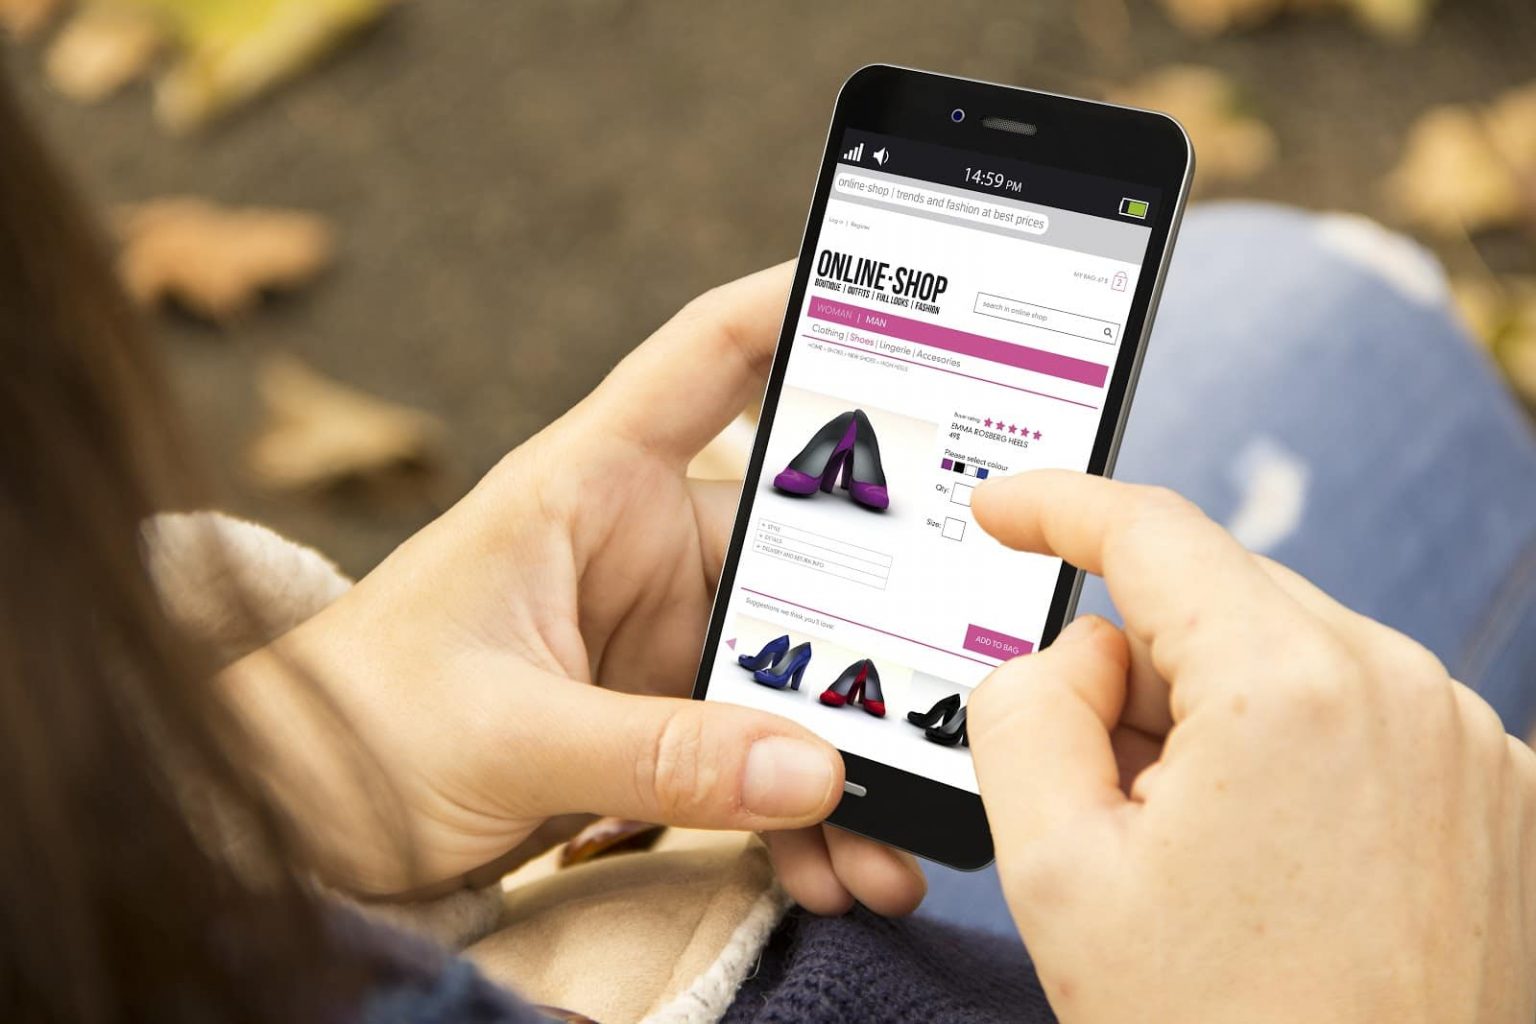 14:59 PM
online·shop | trends and fashion at best prices
Log in | Register
MY BAG: 61$ 2
ONLINE·SHOP
BOUTIQUE | OUTFITS | FULL LOOKS | FASHION
search in online shop
WOMAN | MAN
Clothing | Shoes | Lingerie | Accesories
HOME > SHOES > NEW SHOES > HIGH HEELS
Buyer rating:
EMMA ROSBERG HEELS
49$
Please select colour
Qty:
Size:
+ STYLE
+ DETAILS
+ DELIVERY AND RETURN INFO
ADD TO BAG
Suggestions we think you'll love: